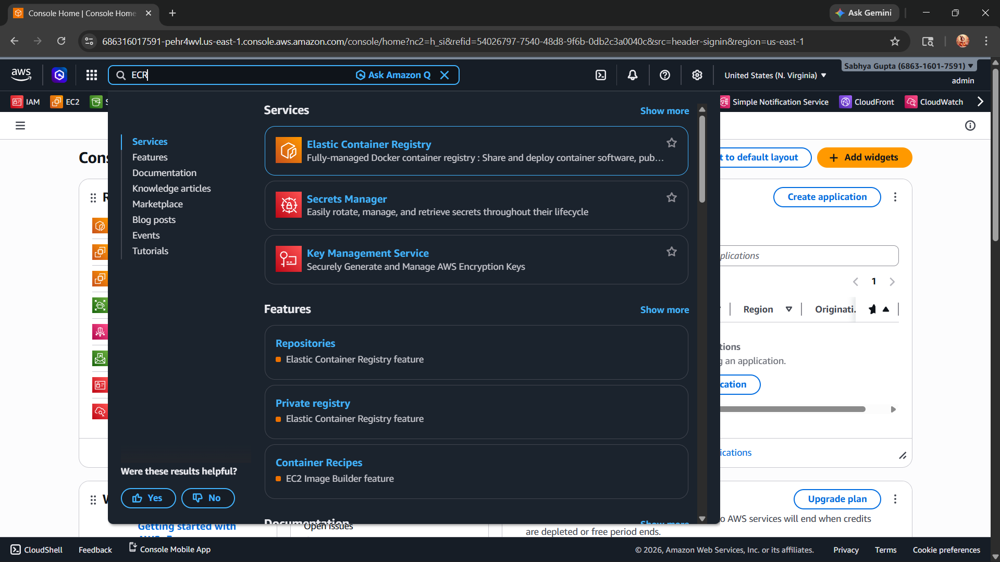 Console Home | Console Home
Ask Gemini
686316017591-pehr4wvl.us-east-1.console.aws.amazon.com/console/home?nc2=h_si&refid=54026797-7540-48d8-9f6b-0db2c3a0040c&src=header-signin&region=us-east-1
aws
ECR
Ask Amazon Q
United States (N. Virginia)
Sabhya Gupta (6863-1601-7591)
admin
IAM
EC2
Simple Notification Service
CloudFront
CloudWatch
Services
Show more
Services
Features
Documentation
Knowledge articles
Marketplace
Blog posts
Events
Tutorials
Elastic Container Registry
Fully-managed Docker container registry : Share and deploy container software, pub...
Secrets Manager
Easily rotate, manage, and retrieve secrets throughout their lifecycle
Key Management Service
Securely Generate and Manage AWS Encryption Keys
Features
Show more
Repositories
Elastic Container Registry feature
Private registry
Elastic Container Registry feature
Container Recipes
EC2 Image Builder feature
Documentation
Show more
Were these results helpful?
Yes
No
Cons
t to default layout
Add widgets
Create application
plications
1
Region
Originati.
tions
g an application.
cation
ications
Upgrade plan
o AWS services will end when credits
are depleted or free period ends.
Getting started with
Open issues
CloudShell
Feedback
Console Mobile App
© 2026, Amazon Web Services, Inc. or its affiliates.
Privacy
Terms
Cookie preferences